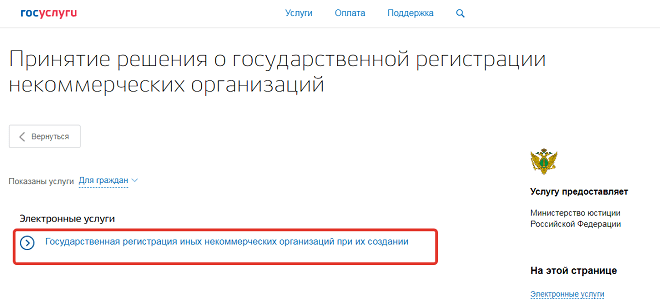 госуслуги
Услуги
Оплата
Поддержка
Принятие решения о государственной регистрации
некоммерческих организаций
Вернуться
Показаны услуги Для граждан
Услугу предоставляет
Министерство юстиции
Российской Федерации
Электронные услуги
Государственная регистрация иных некоммерческих организаций при их создании
На этой странице
Электронные услуги